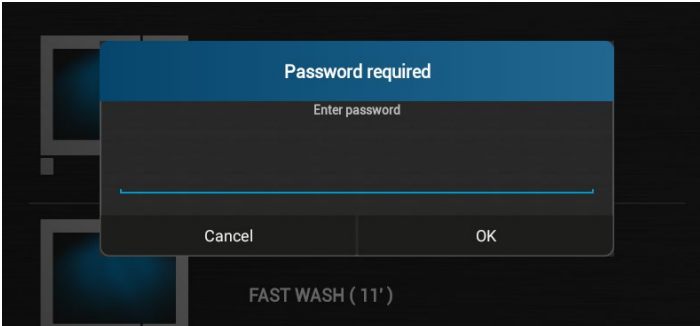 Password required
Enter password
Cancel OK
FAST WASH ( 11' )